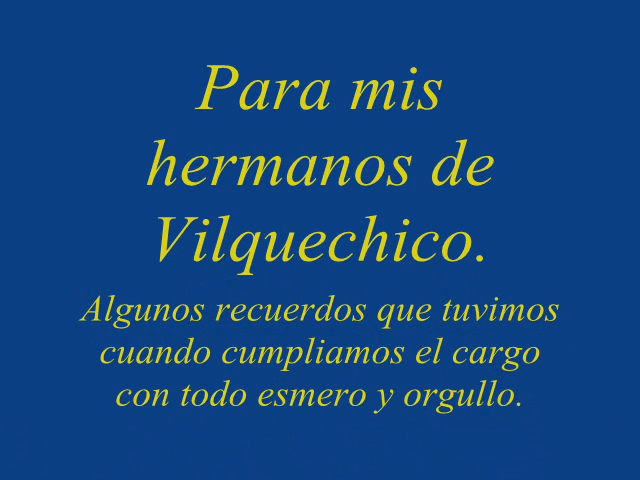 Para mis
hermanos de
Vilquechico.
Algunos recuerdos que tuvimos
cuando cumpliamos el cargo
con todo esmero y orgullo.